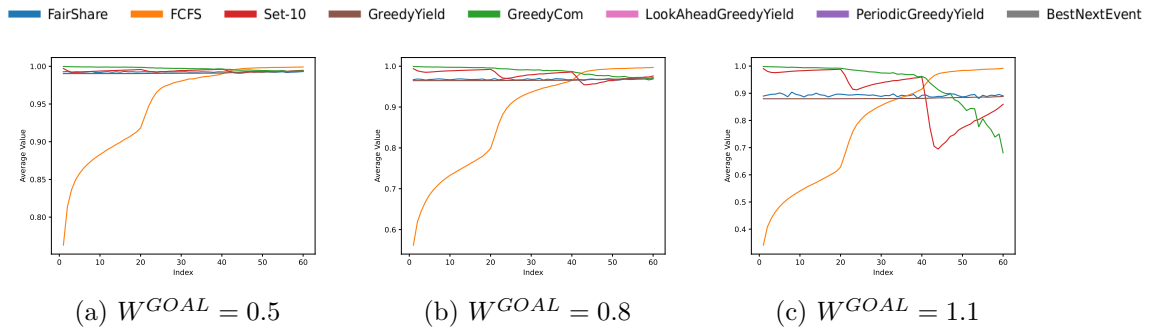 FairShare FCFS Set-10 GreedyYield GreedyCom LookAheadGreedyYield PeriodicGreedyYield BestNextEvent
Average Value
1.00
0.95
0.90
0.85
0.80
0 10 20 30 40 50 60
Index
(a) W^GOAL = 0.5
Average Value
1.0
0.9
0.8
0.7
0.6
0 10 20 30 40 50 60
Index
(b) W^GOAL = 0.8
Average Value
1.0
0.9
0.8
0.7
0.6
0.5
0.4
0 10 20 30 40 50 60
Index
(c) W^GOAL = 1.1